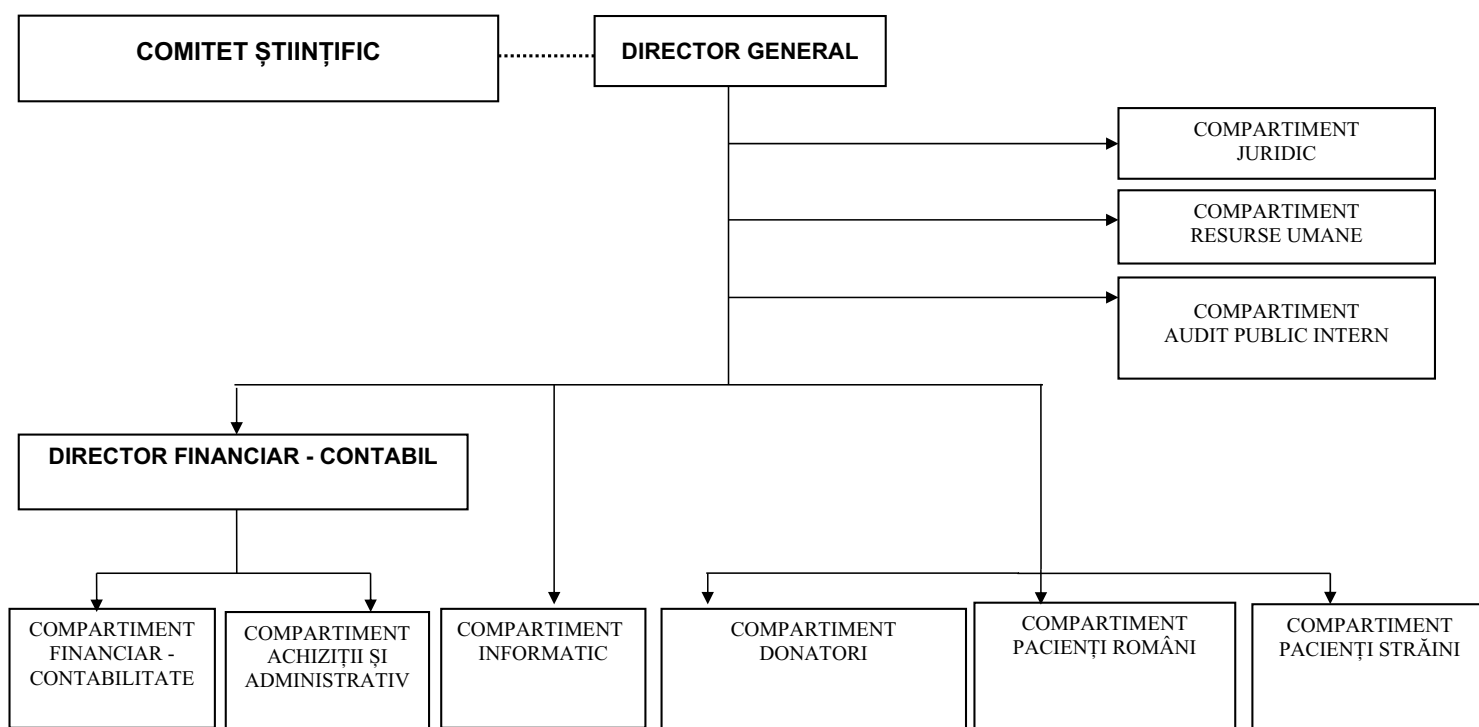 COMITET ȘTIINȚIFIC
DIRECTOR GENERAL
COMPARTIMENT
JURIDIC
COMPARTIMENT
RESURSE UMANE
COMPARTIMENT
AUDIT PUBLIC INTERN
DIRECTOR FINANCIAR - CONTABIL
COMPARTIMENT
FINANCIAR -
CONTABILITATE
COMPARTIMENT
ACHIZIȚII ȘI
ADMINISTRATIV
COMPARTIMENT
INFORMATIC
COMPARTIMENT
DONATORI
COMPARTIMENT
PACIENȚI ROMÂNI
COMPARTIMENT
PACIENȚI STRĂINI